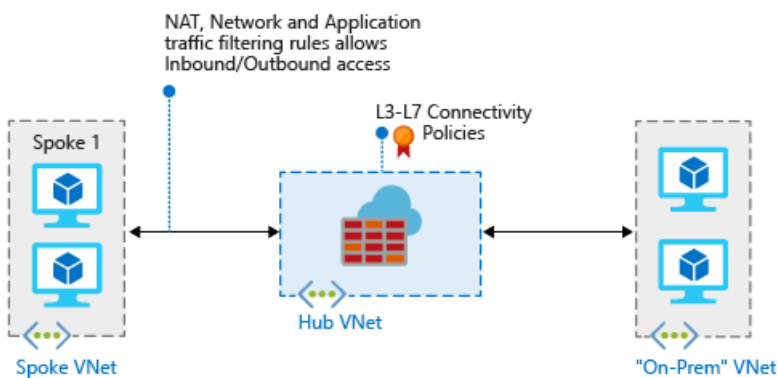 NAT, Network and Application
traffic filtering rules allows
Inbound/Outbound access
L3-L7 Connectivity
Policies
Spoke 1
Hub VNet
Spoke VNet
"On-Prem" VNet